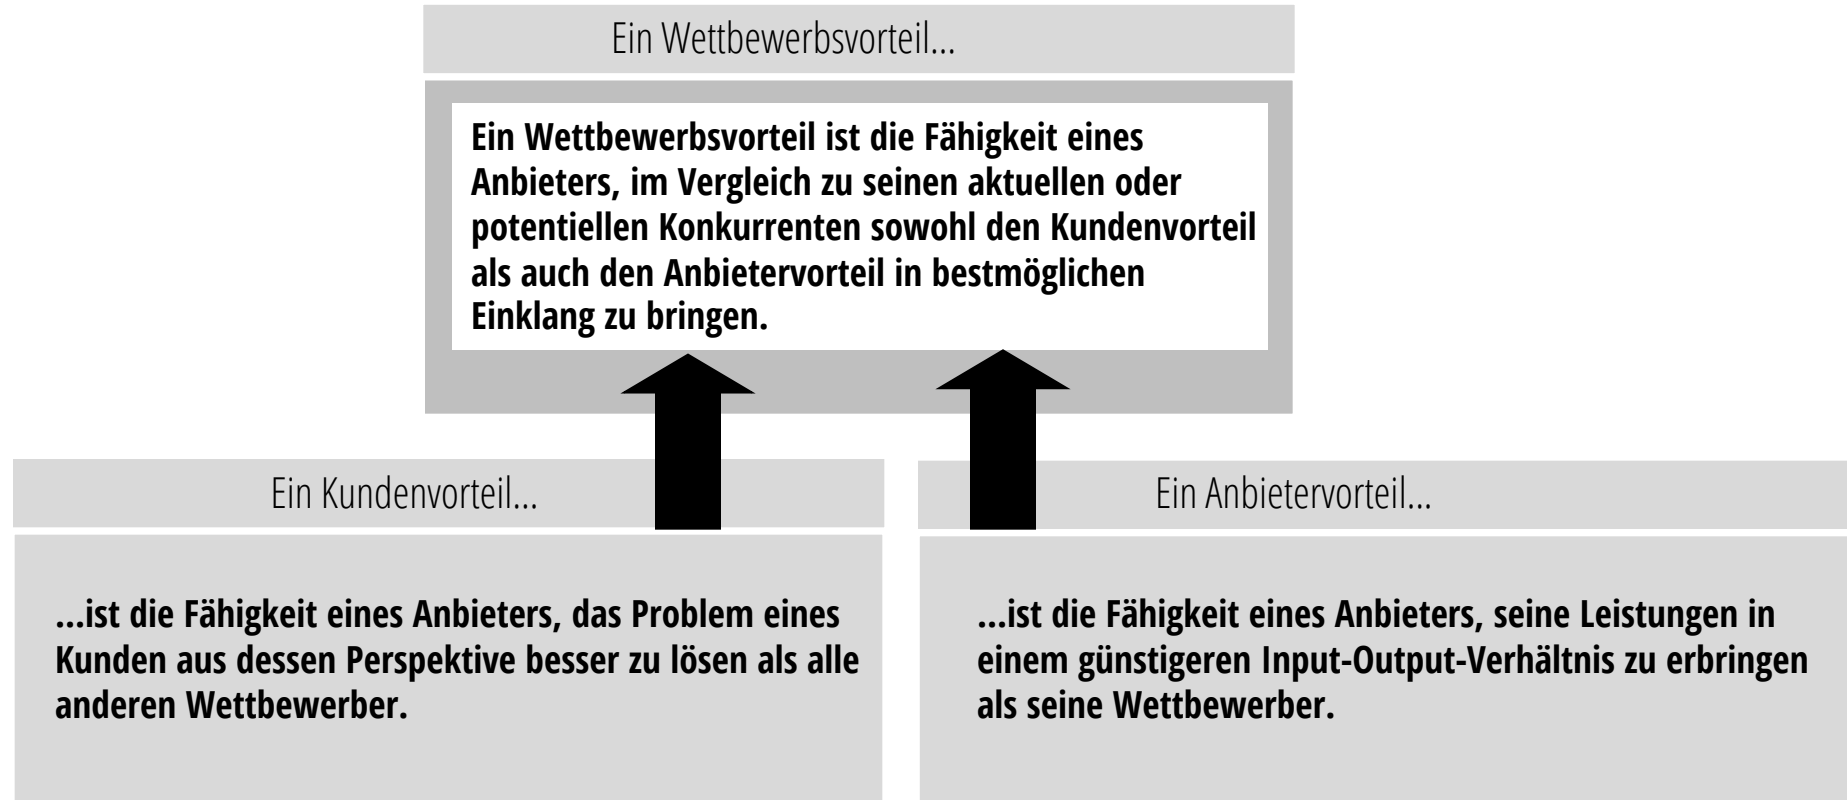 Ein Wettbewerbsvorteil...
Ein Wettbewerbsvorteil ist die Fähigkeit eines
Anbieters, im Vergleich zu seinen aktuellen oder
potentiellen Konkurrenten sowohl den Kundenvorteil
als auch den Anbietervorteil in bestmöglichen
Einklang zu bringen.
Ein Kundenvorteil...
...ist die Fähigkeit eines Anbieters, das Problem eines
Kunden aus dessen Perspektive besser zu lösen als alle
anderen Wettbewerber.
Ein Anbietervorteil...
...ist die Fähigkeit eines Anbieters, seine Leistungen in
einem günstigeren Input-Output-Verhältnis zu erbringen
als seine Wettbewerber.